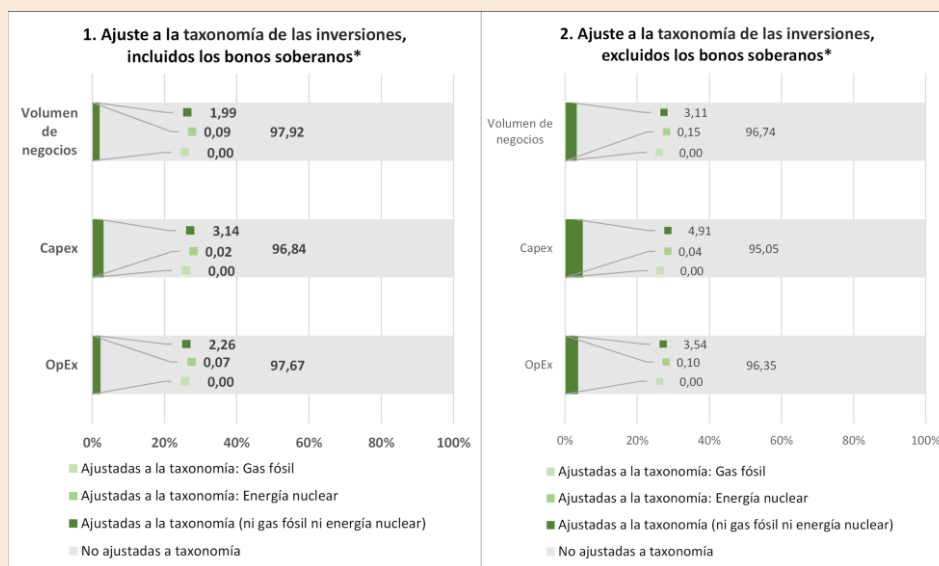 1. Ajuste a la taxonomía de las inversiones,
incluidos los bonos soberanos*
Volumen
de
negocios
1,99
0,09
97,92
0,00
Capex
3,14
0,02
96,84
0,00
OpEx
2,26
0,07
97,67
0,00
0%
20%
40%
60%
80%
100%
Ajustadas a la taxonomía: Gas fósil
Ajustadas a la taxonomía: Energía nuclear
Ajustadas a la taxonomía (ni gas fósil ni energía nuclear)
No ajustadas a taxonomía
2. Ajuste a la taxonomía de las inversiones,
excluidos los bonos soberanos*
Volumen de
negocios
3,11
0,15
96,74
0,00
Capex
4,91
0,04
95,05
0,00
OpEx
3,54
0,10
96,35
0,00
0%
20%
40%
60%
80%
100%
Ajustadas a la taxonomía: Gas fósil
Ajustadas a la taxonomía: Energía nuclear
Ajustadas a la taxonomía (ni gas fósil ni energía nuclear)
No ajustadas a taxonomía